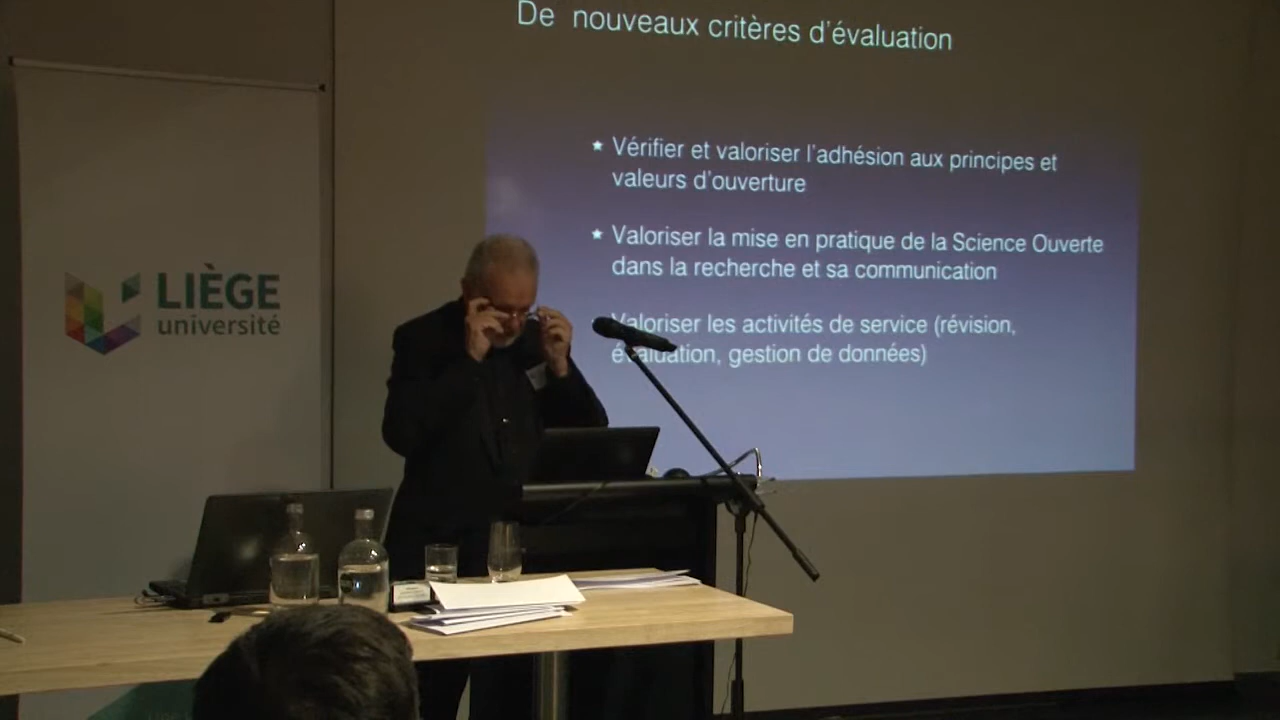 De nouveaux critères d'évaluation
LIÈGE
université
Vérifier et valoriser l'adhésion aux principes et
valeurs d'ouverture
Valoriser la mise en pratique de la Science Ouverte
dans la recherche et sa communication
Valoriser les activités de service (révision,
évaluation, gestion de données)